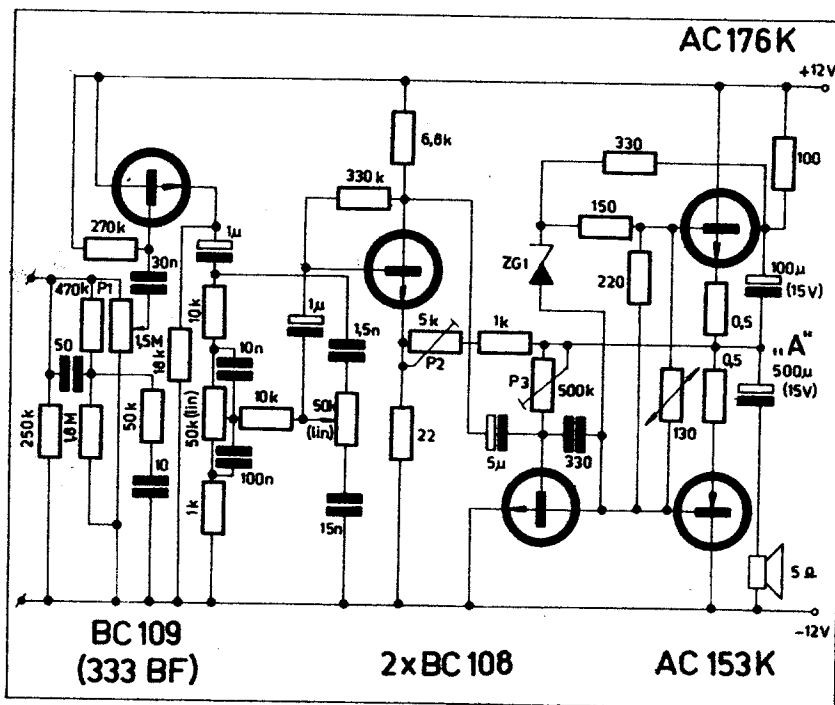 AC176K
+12V
6,8k
330
100
330k
150
270k
1μ
ZG1
30n
220
100μ
(15V)
470k
P1
1μ
1,5n
5k
1k
0,5
1,5M
10k
10n
P2
„A"
50
18k
P3
500k
0,5
500μ
(15V)
250k
1,8M
50k
50k(lin)
10k
50k
(lin)
22
130
10
100n
5μ
330
1k
15n
5Ω
-12V
BC109
(333 BF)
2xBC108
AC153K